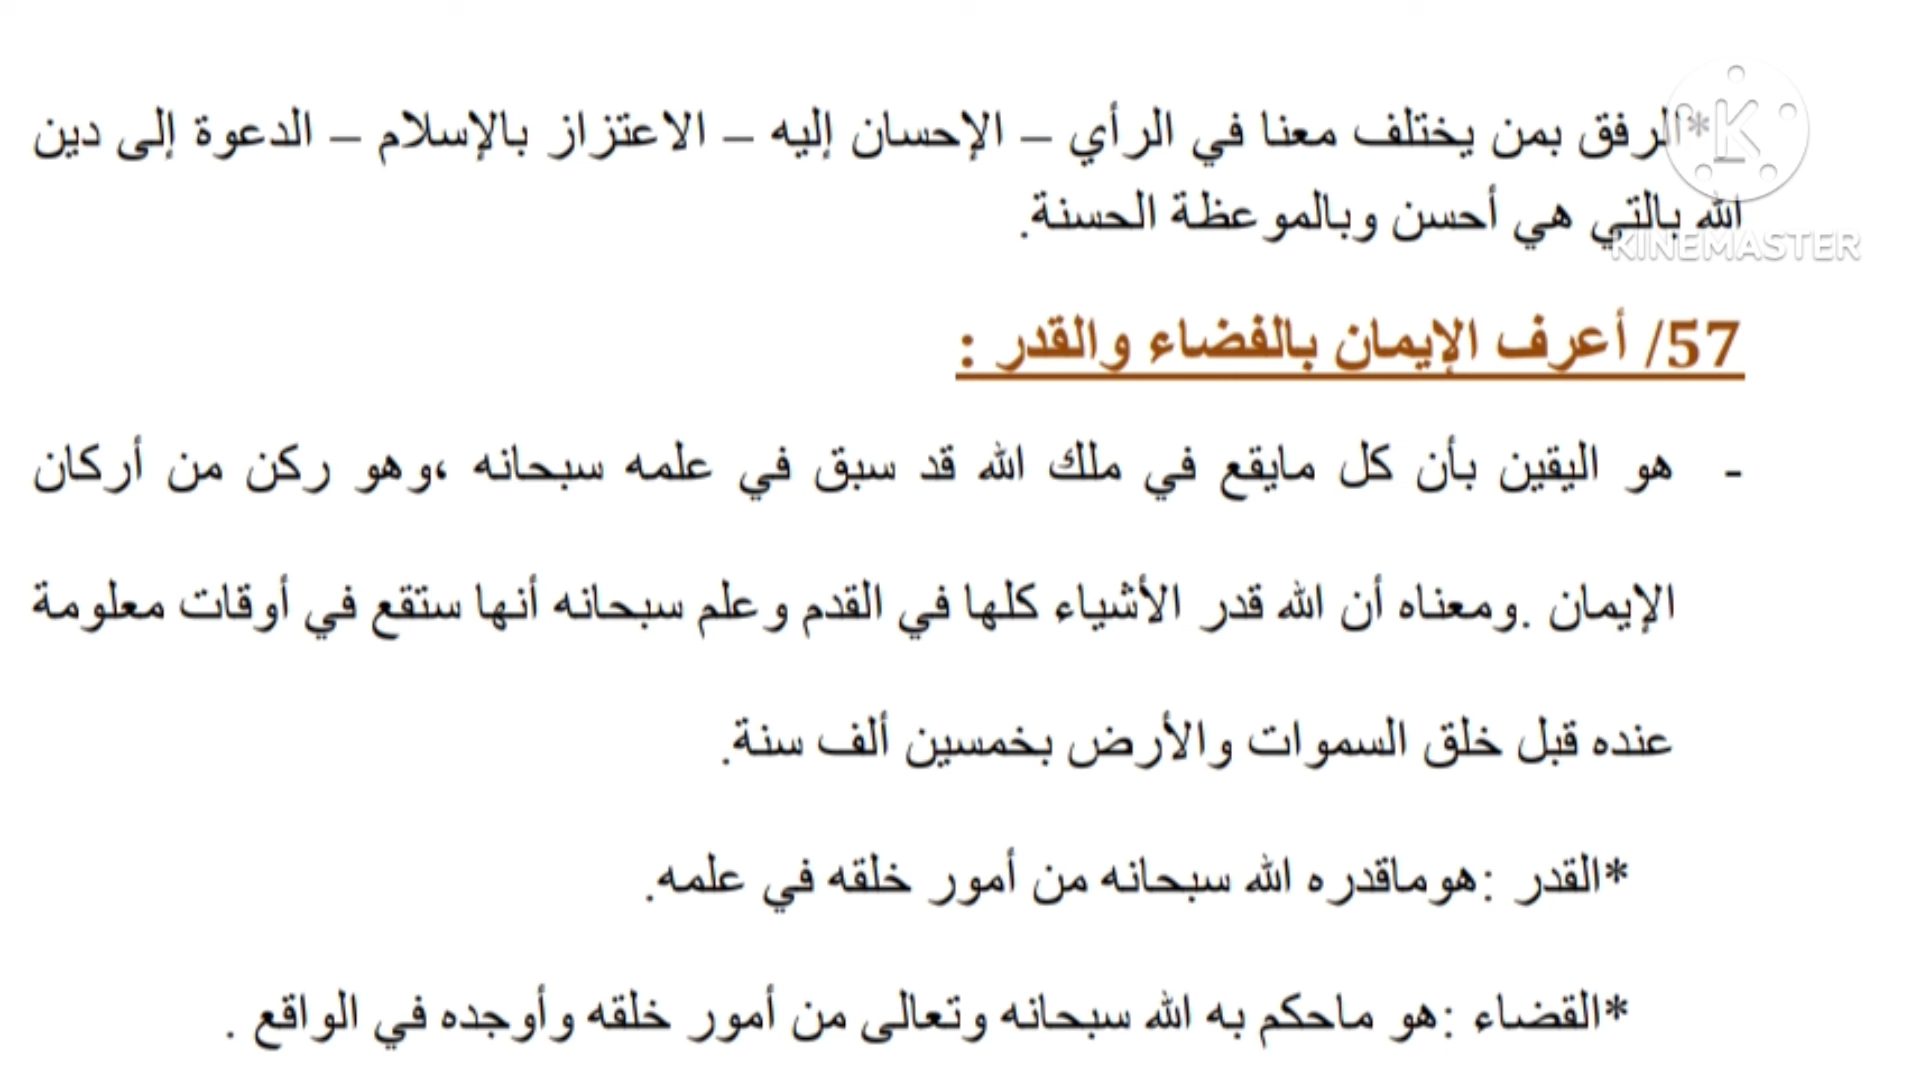 *الرفق بمن يختلف معنا في الرأي – الإحسان إليه – الاعتزاز بالإسلام – الدعوة إلى دين
الله بالتي هي أحسن وبالموعظة الحسنة.
KINEMASTER
57/ أعرف الإيمان بالفضاء والقدر :
- هو اليقين بأن كل مايقع في ملك الله قد سبق في علمه سبحانه ،وهو ركن من أركان
الإيمان .ومعناه أن الله قدر الأشياء كلها في القدم وعلم سبحانه أنها ستقع في أوقات معلومة
عنده قبل خلق السموات والأرض بخمسين ألف سنة.
*القدر :هوماقدره الله سبحانه من أمور خلقه في علمه.
*القضاء :هو ماحكم به الله سبحانه وتعالى من أمور خلقه وأوجده في الواقع .